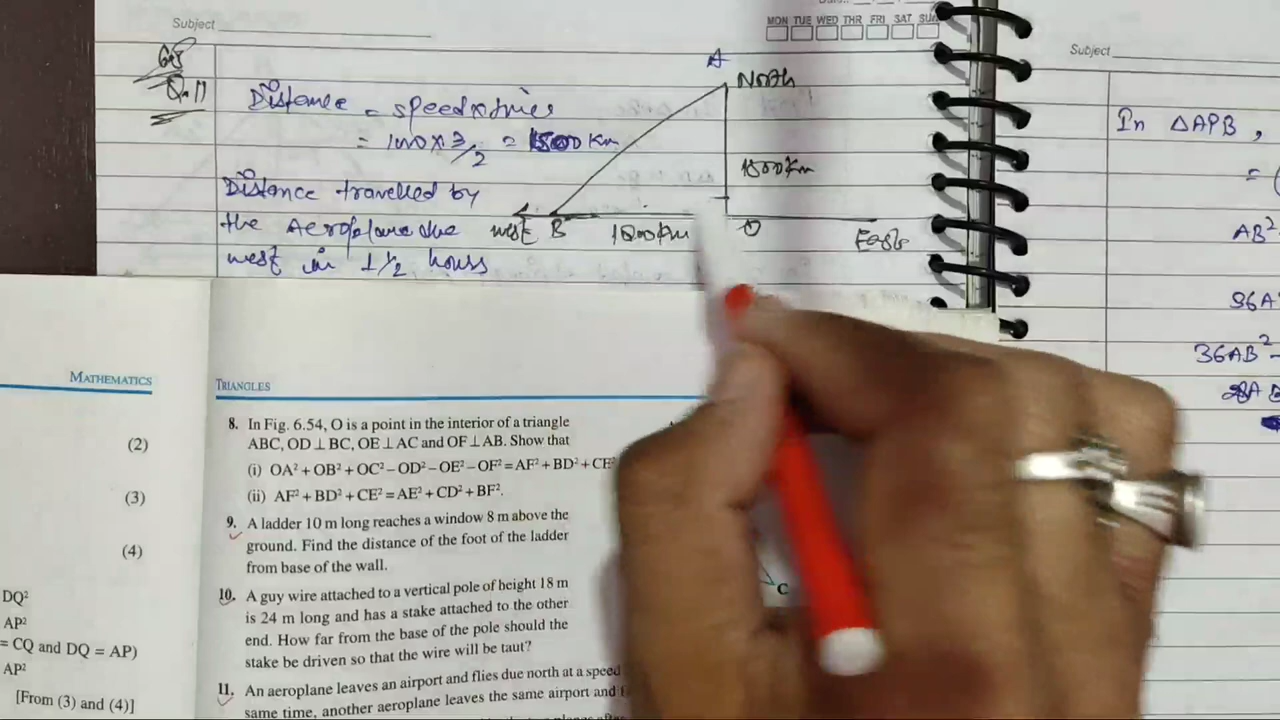 Subject
MON TUE WED THR FRI SAT SUN
Q.11
Distance = speed x time
= 1000 x 3/2 = 1500 Km
Distance travelled by
the Aeroplane due
west in 1 1/2 hours
A
North
1500 Km
west B 1800 Km O East
Subject
In △APB,
= (
AB²
36AB² -
MATHEMATICS
(2)
(3)
(4)
DQ²
AP²
= CQ and DQ = AP)
AP²
[From (3) and (4)]
TRIANGLES
8. In Fig. 6.54, O is a point in the interior of a triangle
ABC, OD ⊥ BC, OE ⊥ AC and OF ⊥ AB. Show that
(i) OA² + OB² + OC² – OD² – OE² – OF² = AF² + BD² + CE²
(ii) AF² + BD² + CE² = AE² + CD² + BF².
9. A ladder 10 m long reaches a window 8 m above the
ground. Find the distance of the foot of the ladder
from base of the wall.
10. A guy wire attached to a vertical pole of height 18 m
is 24 m long and has a stake attached to the other
end. How far from the base of the pole should the
stake be driven so that the wire will be taut?
11. An aeroplane leaves an airport and flies due north at a speed
same time, another aeroplane leaves the same airport and
C